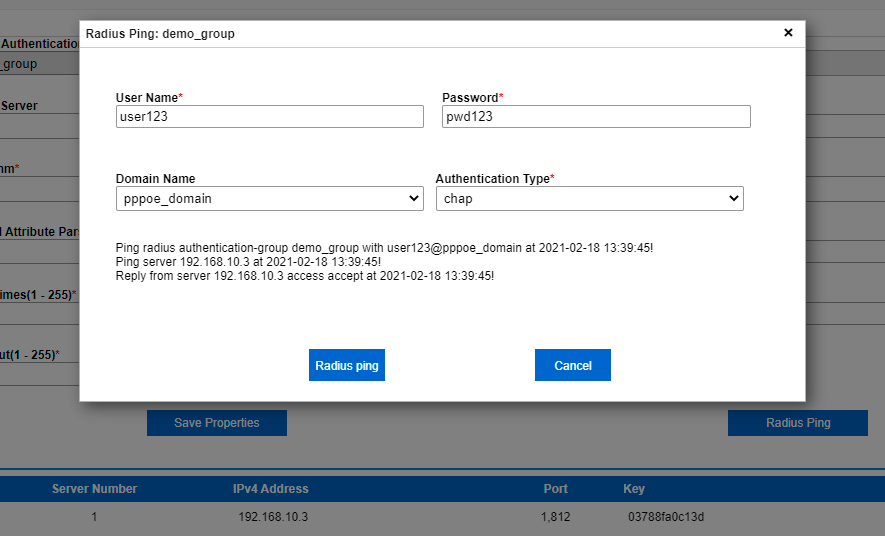 Radius Ping: demo_group ×
Authentication
_group
Server
hm*
Attribute Par
imes(1 - 255)*
ut(1 - 255)*
User Name* Password*
user123 pwd123
Domain Name Authentication Type*
pppoe_domain chap
Ping radius authentication-group demo_group with user123@pppoe_domain at 2021-02-18 13:39:45!
Ping server 192.168.10.3 at 2021-02-18 13:39:45!
Reply from server 192.168.10.3 access accept at 2021-02-18 13:39:45!
Radius ping Cancel
Save Properties Radius Ping
Server Number IPv4 Address Port Key
1 192.168.10.3 1,812 03788fa0c13d